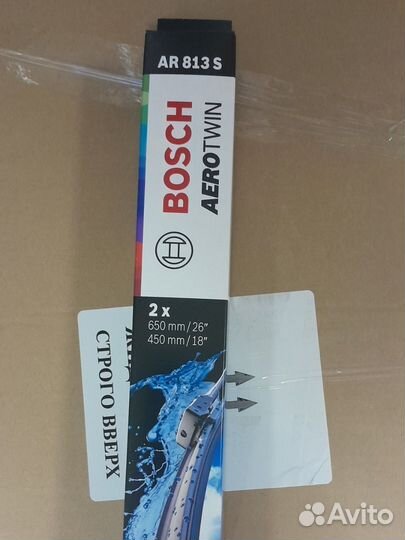 AR 813 S
BOSCH
AEROTWIN
2 x
650 mm / 26"
450 mm / 18"
СТРОГО ВВЕРХ
Avito